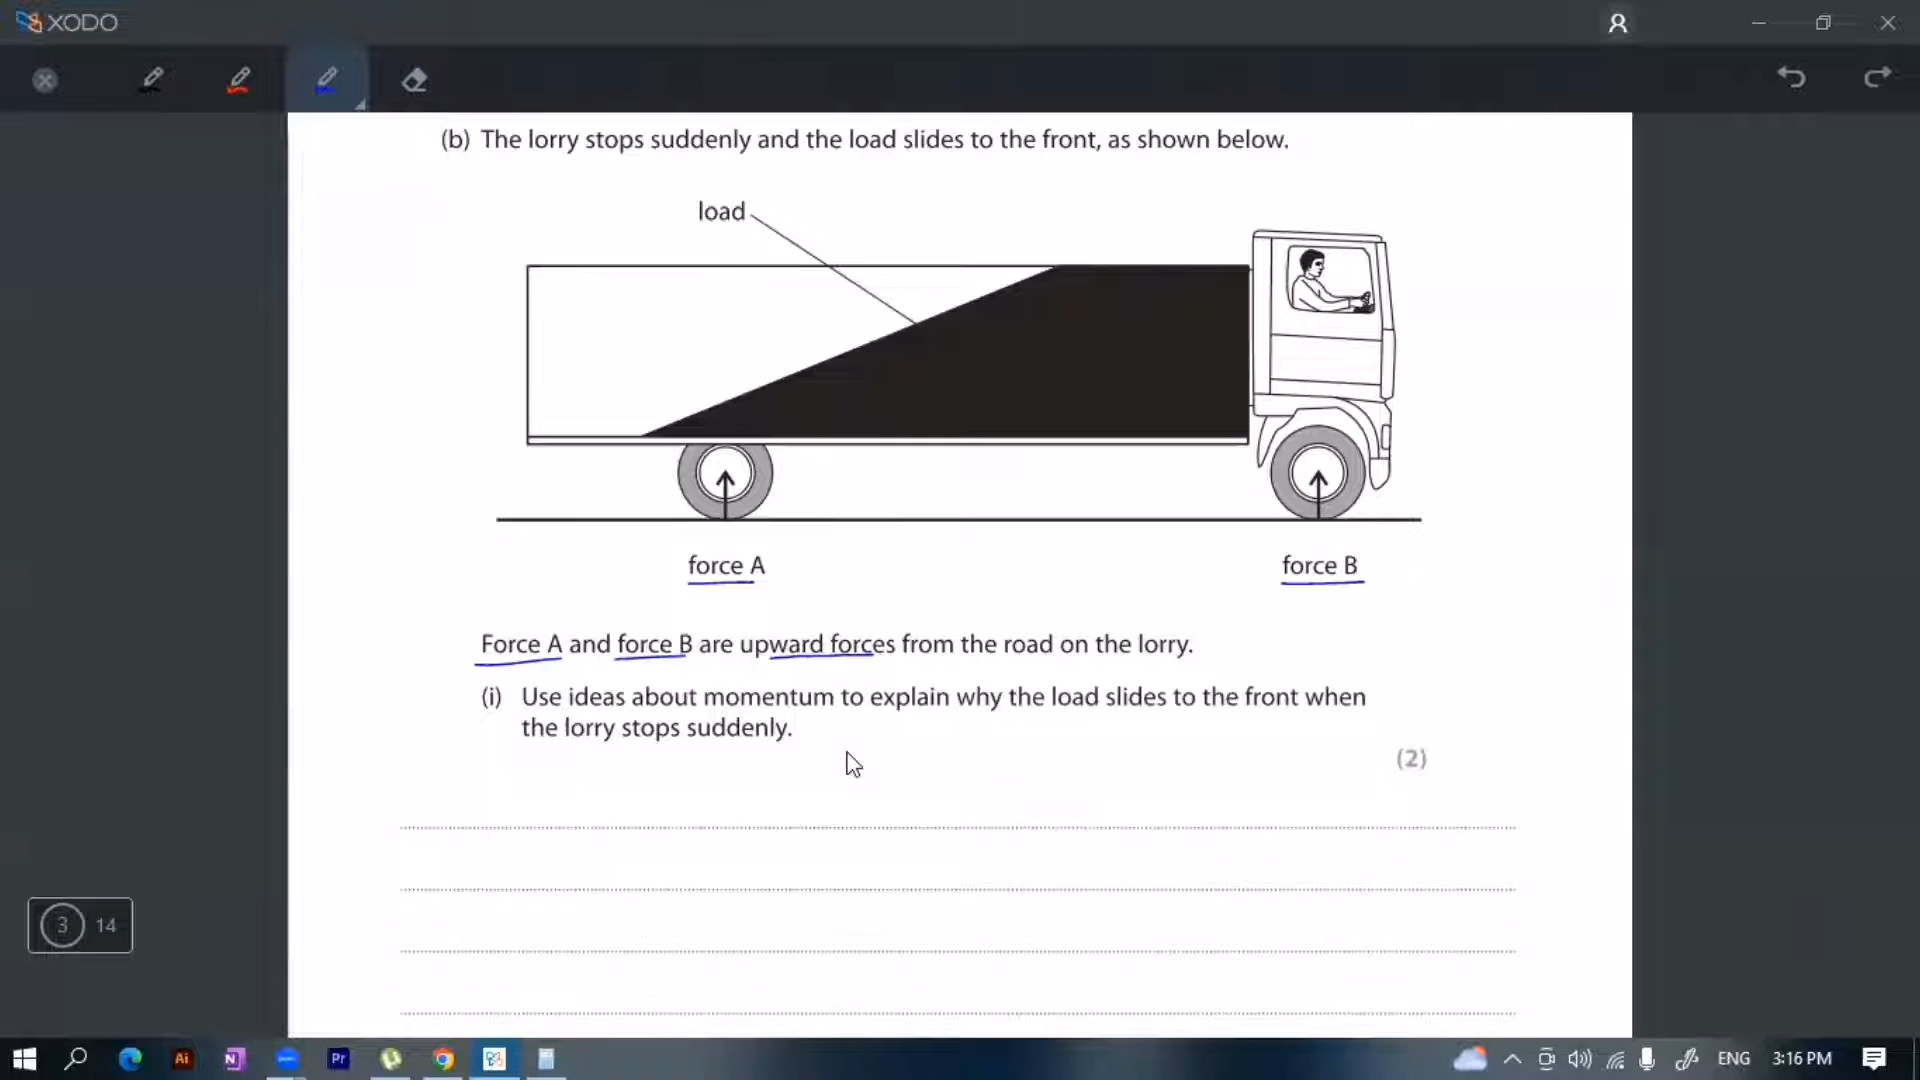 XODO
(b) The lorry stops suddenly and the load slides to the front, as shown below.
load
force A
force B
Force A and force B are upward forces from the road on the lorry.
(i) Use ideas about momentum to explain why the load slides to the front when
the lorry stops suddenly.
(2)
3 14
Ai
N
Pr
ENG
3:16 PM